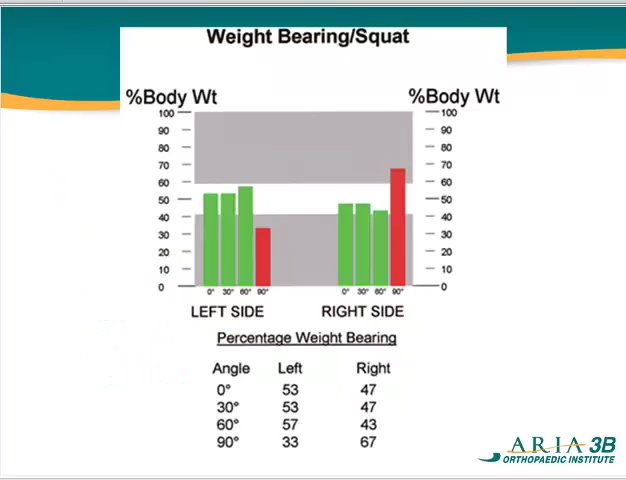 Weight Bearing/Squat
%Body Wt %Body Wt
100 100
90 90
80 80
70 70
60 60
50 50
40 40
30 30
20 20
10 10
0 0
0° 30° 60° 90° 0° 30° 60° 90°
LEFT SIDE RIGHT SIDE
Percentage Weight Bearing
Angle Left Right
0° 53 47
30° 53 47
60° 57 43
90° 33 67
ARIA 3B
ORTHOPAEDIC INSTITUTE